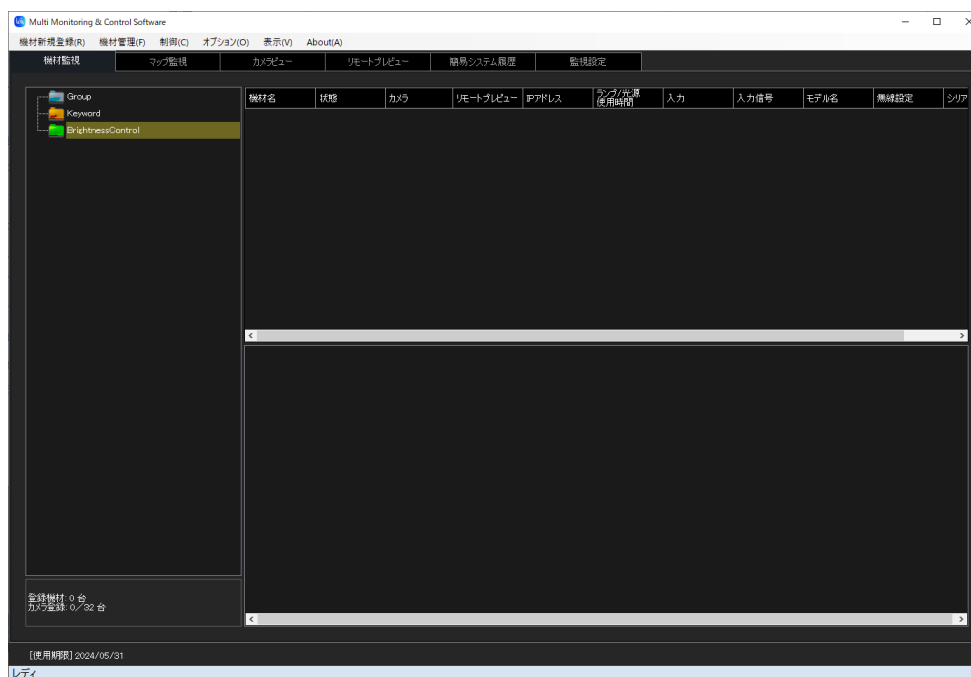 Multi Monitoring & Control Software
機材新規登録(R) 機材管理(F) 制御(C) オプション(O) 表示(V) About(A)
機材監視 マップ監視 カメラビュー リモートプレビュー 簡易システム履歴 監視設定
Group
Keyword
BrightnessControl
機材名 状態 カメラ リモートプレビュー IPアドレス ランプ/光源使用時間 入力 入力信号 モデル名 無線設定 シリア
登録機材: 0 台
カメラ登録: 0/32 台
[使用期限] 2024/05/31
レディ